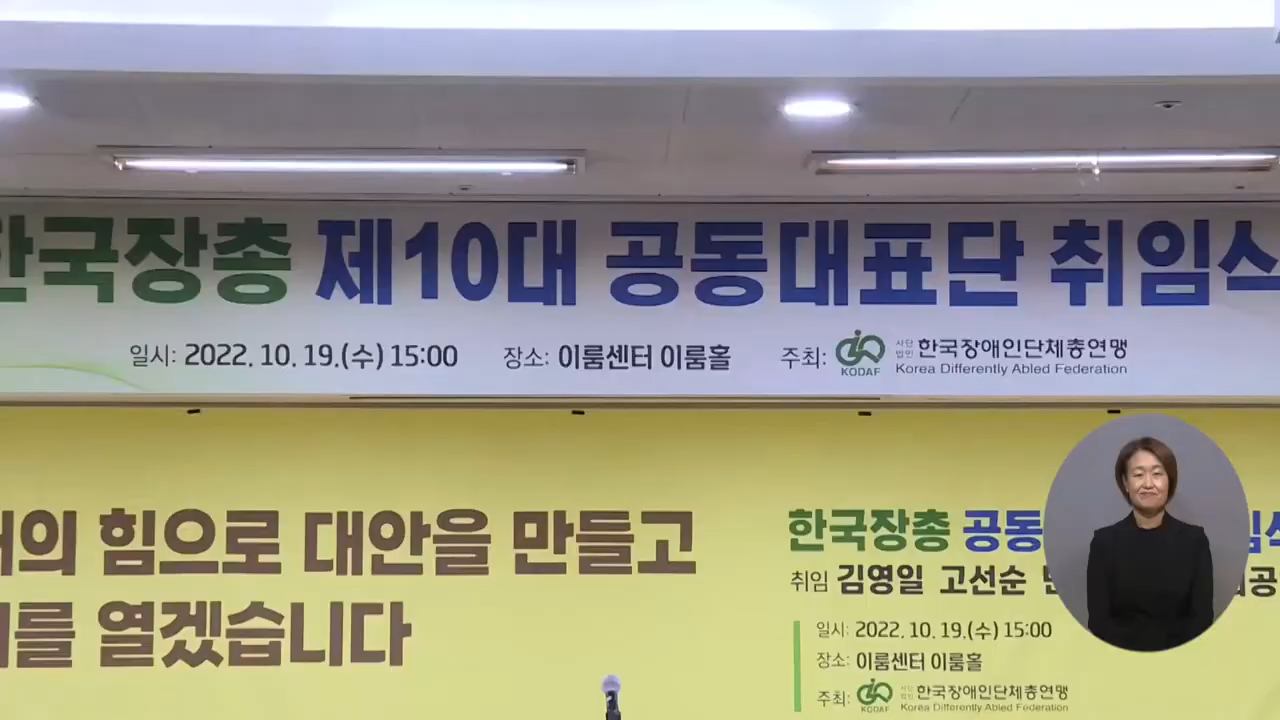 한국장총 제10대 공동대표단 취임식
일시: 2022. 10. 19.(수) 15:00 장소: 이룸센터 이룸홀 주최: KODAF 사단법인 한국장애인단체총연맹
Korea Differently Abled Federation
의 힘으로 대안을 만들고
를 열겠습니다
한국장총 공동
취임 김영일 고선순
일시: 2022. 10. 19.(수) 15:00
장소: 이룸센터 이룸홀
주최: KODAF 사단법인 한국장애인단체총연맹
Korea Differently Abled Federation